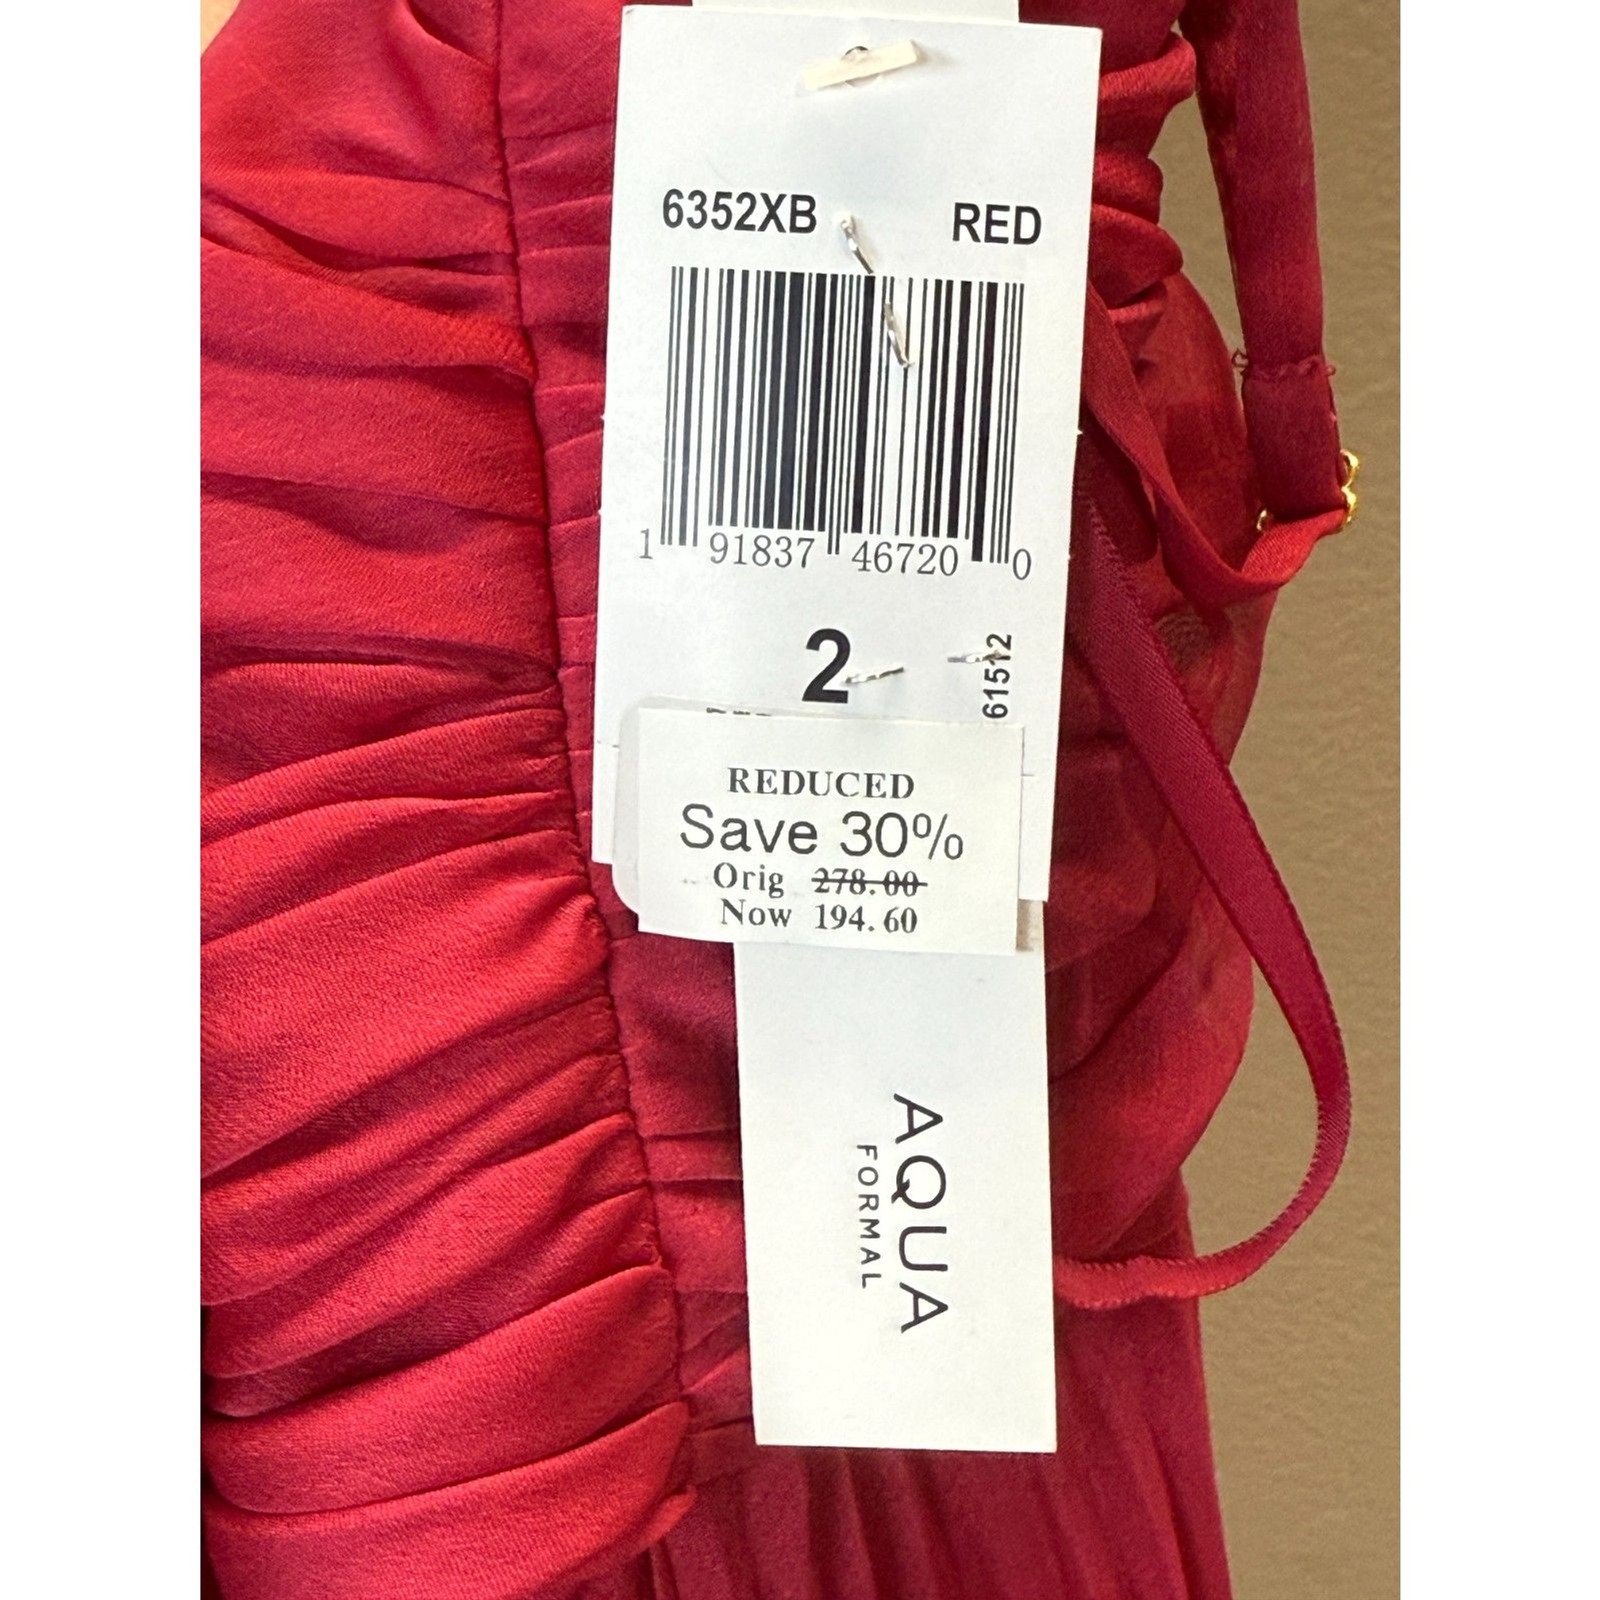 6352XB RED
1 91837 46720 0
2
61512
REDUCED
Save 30%
Orig 278.00
Now 194.60
AQUA
FORMAL